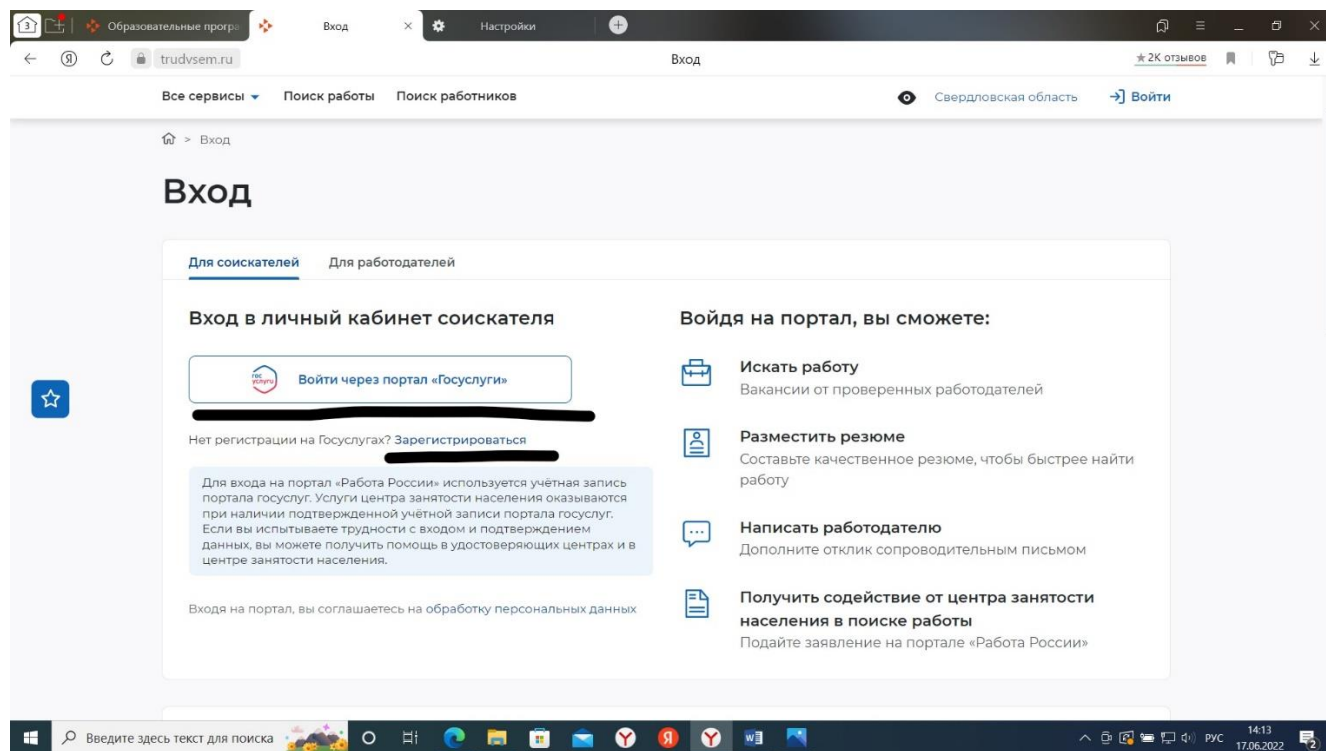 3
Образовательные програ
Вход
Настройки
trudvsem.ru
Вход
2K отзывов
Все сервисы
Поиск работы
Поиск работников
Свердловская область
Войти
> Вход
Вход
Для соискателей
Для работодателей
Вход в личный кабинет соискателя
гос услуги
Войти через портал «Госуслуги»
Нет регистрации на Госуслугах? Зарегистрироваться
Для входа на портал «Работа России» используется учётная запись
портала госуслуг. Услуги центра занятости населения оказываются
при наличии подтвержденной учётной записи портала госуслуг.
Если вы испытываете трудности с входом и подтверждением
данных, вы можете получить помощь в удостоверяющих центрах и в
центре занятости населения.
Входя на портал, вы соглашаетесь на обработку персональных данных
Войдя на портал, вы сможете:
Искать работу
Вакансии от проверенных работодателей
Разместить резюме
Составьте качественное резюме, чтобы быстрее найти
работу
Написать работодателю
Дополните отклик сопроводительным письмом
Получить содействие от центра занятости
населения в поиске работы
Подайте заявление на портале «Работа России»
Введите здесь текст для поиска
РУС
14:13
17.06.2022
2